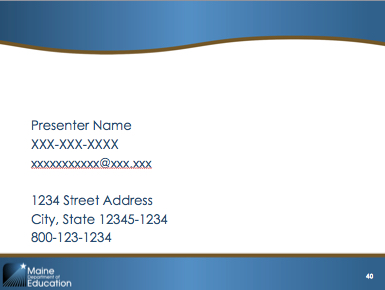 Presenter Name
XXX-XXX-XXXX
xxxxxxxxxxx@xxx.xxx
1234 Street Address
City, State 12345-1234
800-123-1234
Maine
Department of
Education
40